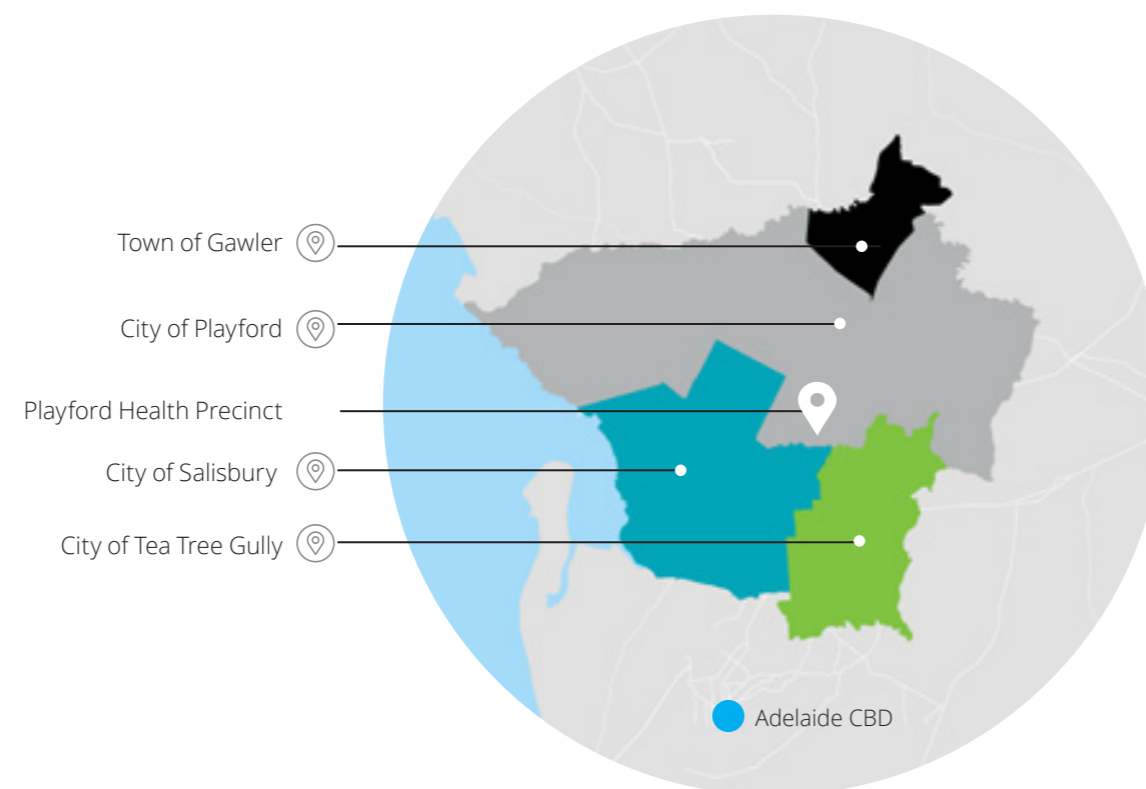 Town of Gawler
City of Playford
Playford Health Precinct
City of Salisbury
City of Tea Tree Gully
Adelaide CBD